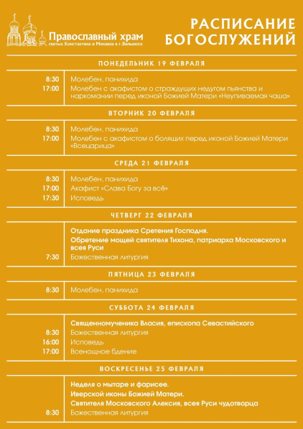 Православный храм
святых Константина и Михаила в г.Вильнюсе
РАСПИСАНИЕ
БОГОСЛУЖЕНИЙ
ПОНЕДЕЛЬНИК 19 ФЕВРАЛЯ
8:30 Молебен, панихида
17:00 Молебен с акафистом о страждущих недугом пьянства и
наркомании перед иконой Божией Матери «Неупиваемая чаша»
ВТОРНИК 20 ФЕВРАЛЯ
8:30 Молебен, панихида
17:00 Молебен с акафистом о болящих перед иконой Божией Матери
«Всецарица»
СРЕДА 21 ФЕВРАЛЯ
8:30 Молебен, панихида
17:00 Акафист «Слава Богу за всё»
17:30 Исповедь
ЧЕТВЕРГ 22 ФЕВРАЛЯ
Отдание праздника Сретения Господня.
Обретение мощей святителя Тихона, патриарха Московского и
всея Руси
7:30 Божественная литургия
ПЯТНИЦА 23 ФЕВРАЛЯ
8:30 Молебен, панихида
СУББОТА 24 ФЕВРАЛЯ
Священномученика Власия, епископа Севастийского
8:30 Божественная литургия
16:00 Исповедь
17:00 Всенощное бдение
ВОСКРЕСЕНЬЕ 25 ФЕВРАЛЯ
Неделя о мытаре и фарисее.
Иверской иконы Божией Матери.
Святителя Московского Алексия, всея Руси чудотворца
8:30 Божественная литургия